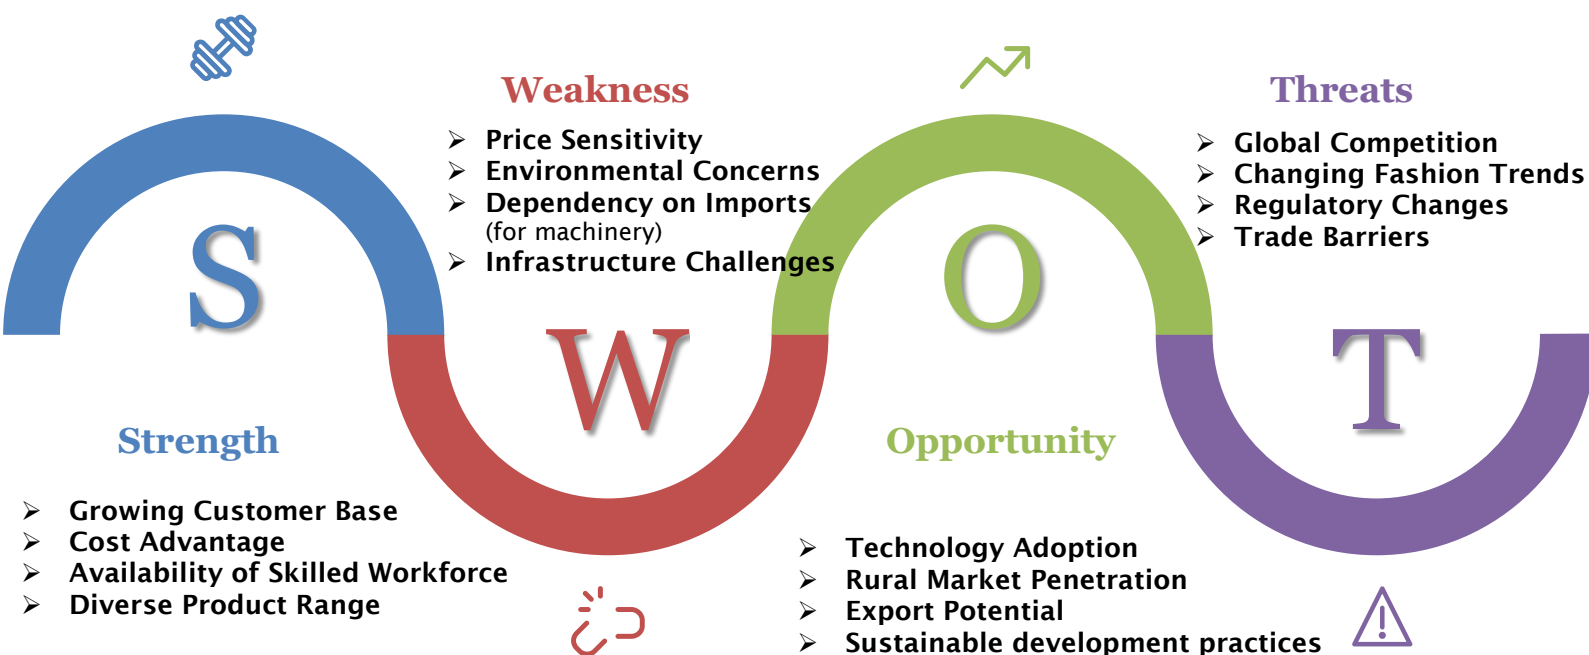 S
Strength
➢ Growing Customer Base
➢ Cost Advantage
➢ Availability of Skilled Workforce
➢ Diverse Product Range
Weakness
➢ Price Sensitivity
➢ Environmental Concerns
➢ Dependency on Imports
(for machinery)
➢ Infrastructure Challenges
W
O
Opportunity
➢ Technology Adoption
➢ Rural Market Penetration
➢ Export Potential
➢ Sustainable development practices
Threats
➢ Global Competition
➢ Changing Fashion Trends
➢ Regulatory Changes
➢ Trade Barriers
T